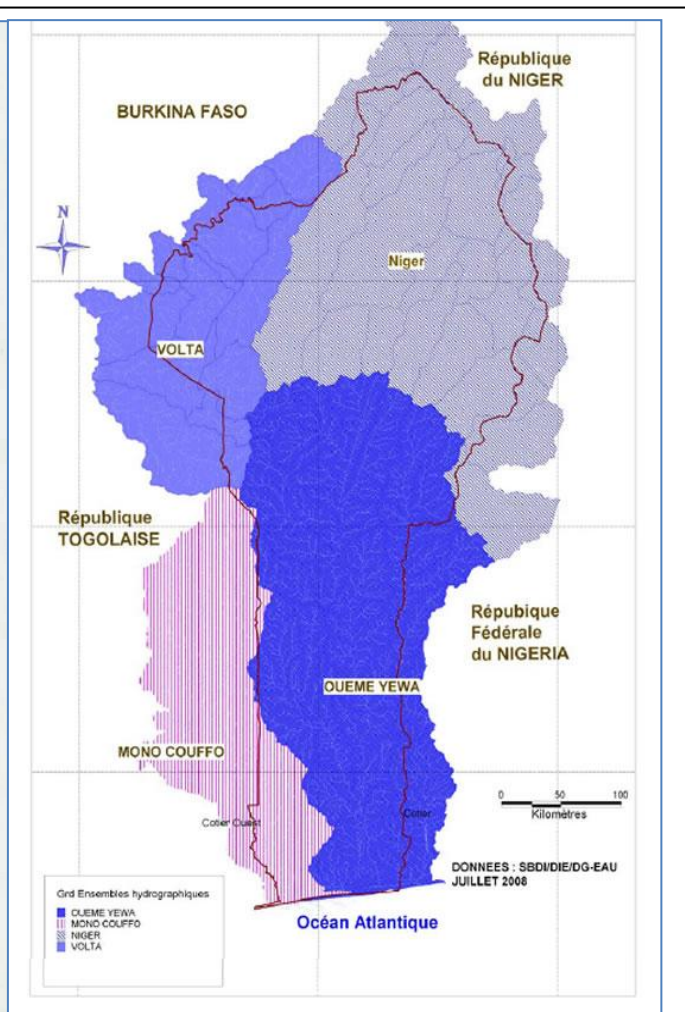 République
du NIGER
BURKINA FASO
N
Niger
VOLTA
République
TOGOLAISE
Répubique
Fédérale
du NIGERIA
OUEME YEWA
MONO COUFFO
0 50 100
Kilomètres
Cotier Ouest
Cotier
DONNEES : SBDI/DIE/DG-EAU
JUILLET 2008
Océan Atlantique
Grd Ensembles hydrographiques
OUEME YEWA
MONO COUFFO
NIGER
VOLTA